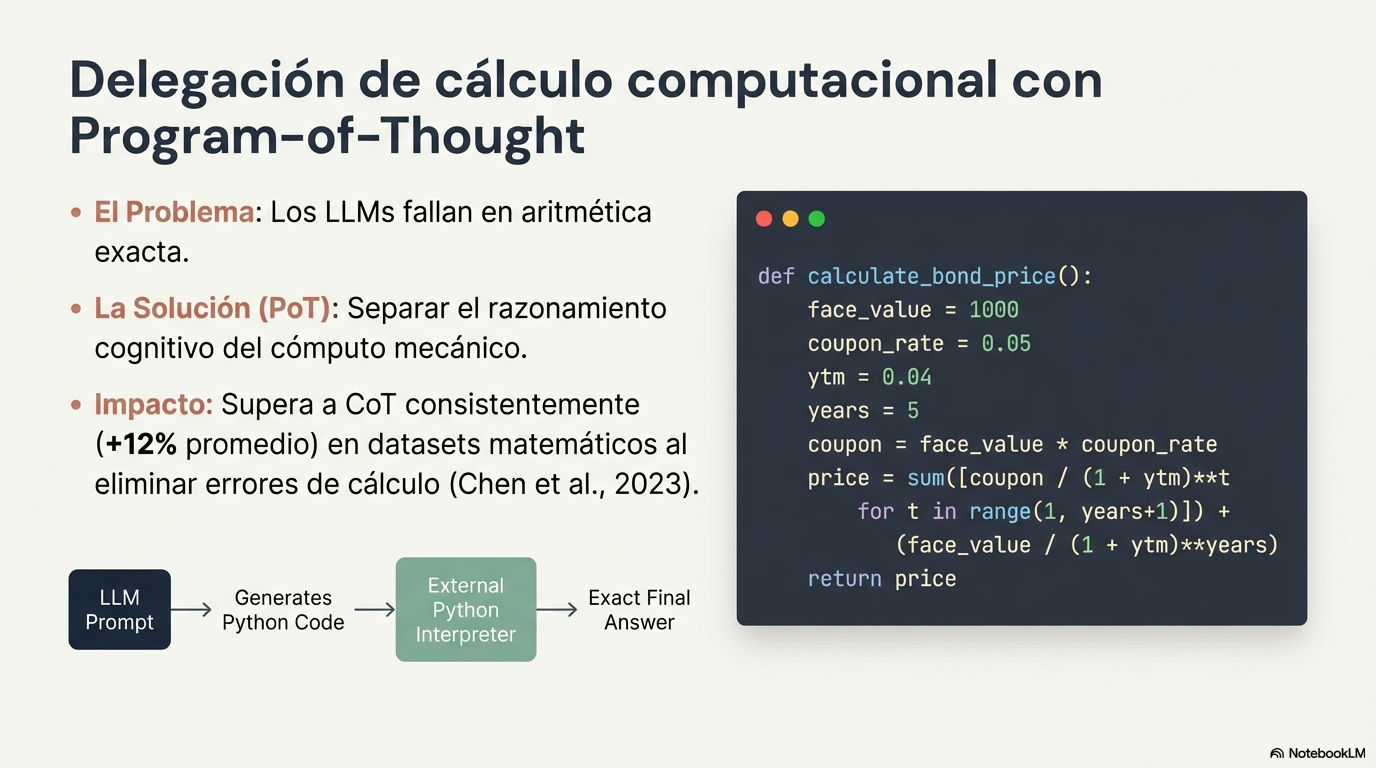 Delegación de cálculo computacional con
Program-of-Thought
• El Problema: Los LLMs fallan en aritmética
exacta.
• La Solución (PoT): Separar el razonamiento
cognitivo del cómputo mecánico.
• Impacto: Supera a CoT consistentemente
(+12% promedio) en datasets matemáticos al
eliminar errores de cálculo (Chen et al., 2023).
LLM
Prompt
Generates
Python Code
External
Python
Interpreter
Exact Final
Answer
def calculate_bond_price():
    face_value = 1000
    coupon_rate = 0.05
    ytm = 0.04
    years = 5
    coupon = face_value * coupon_rate
    price = sum([coupon / (1 + ytm)**t
        for t in range(1, years+1)]) +
           (face_value / (1 + ytm)**years)
    return price
NotebookLM